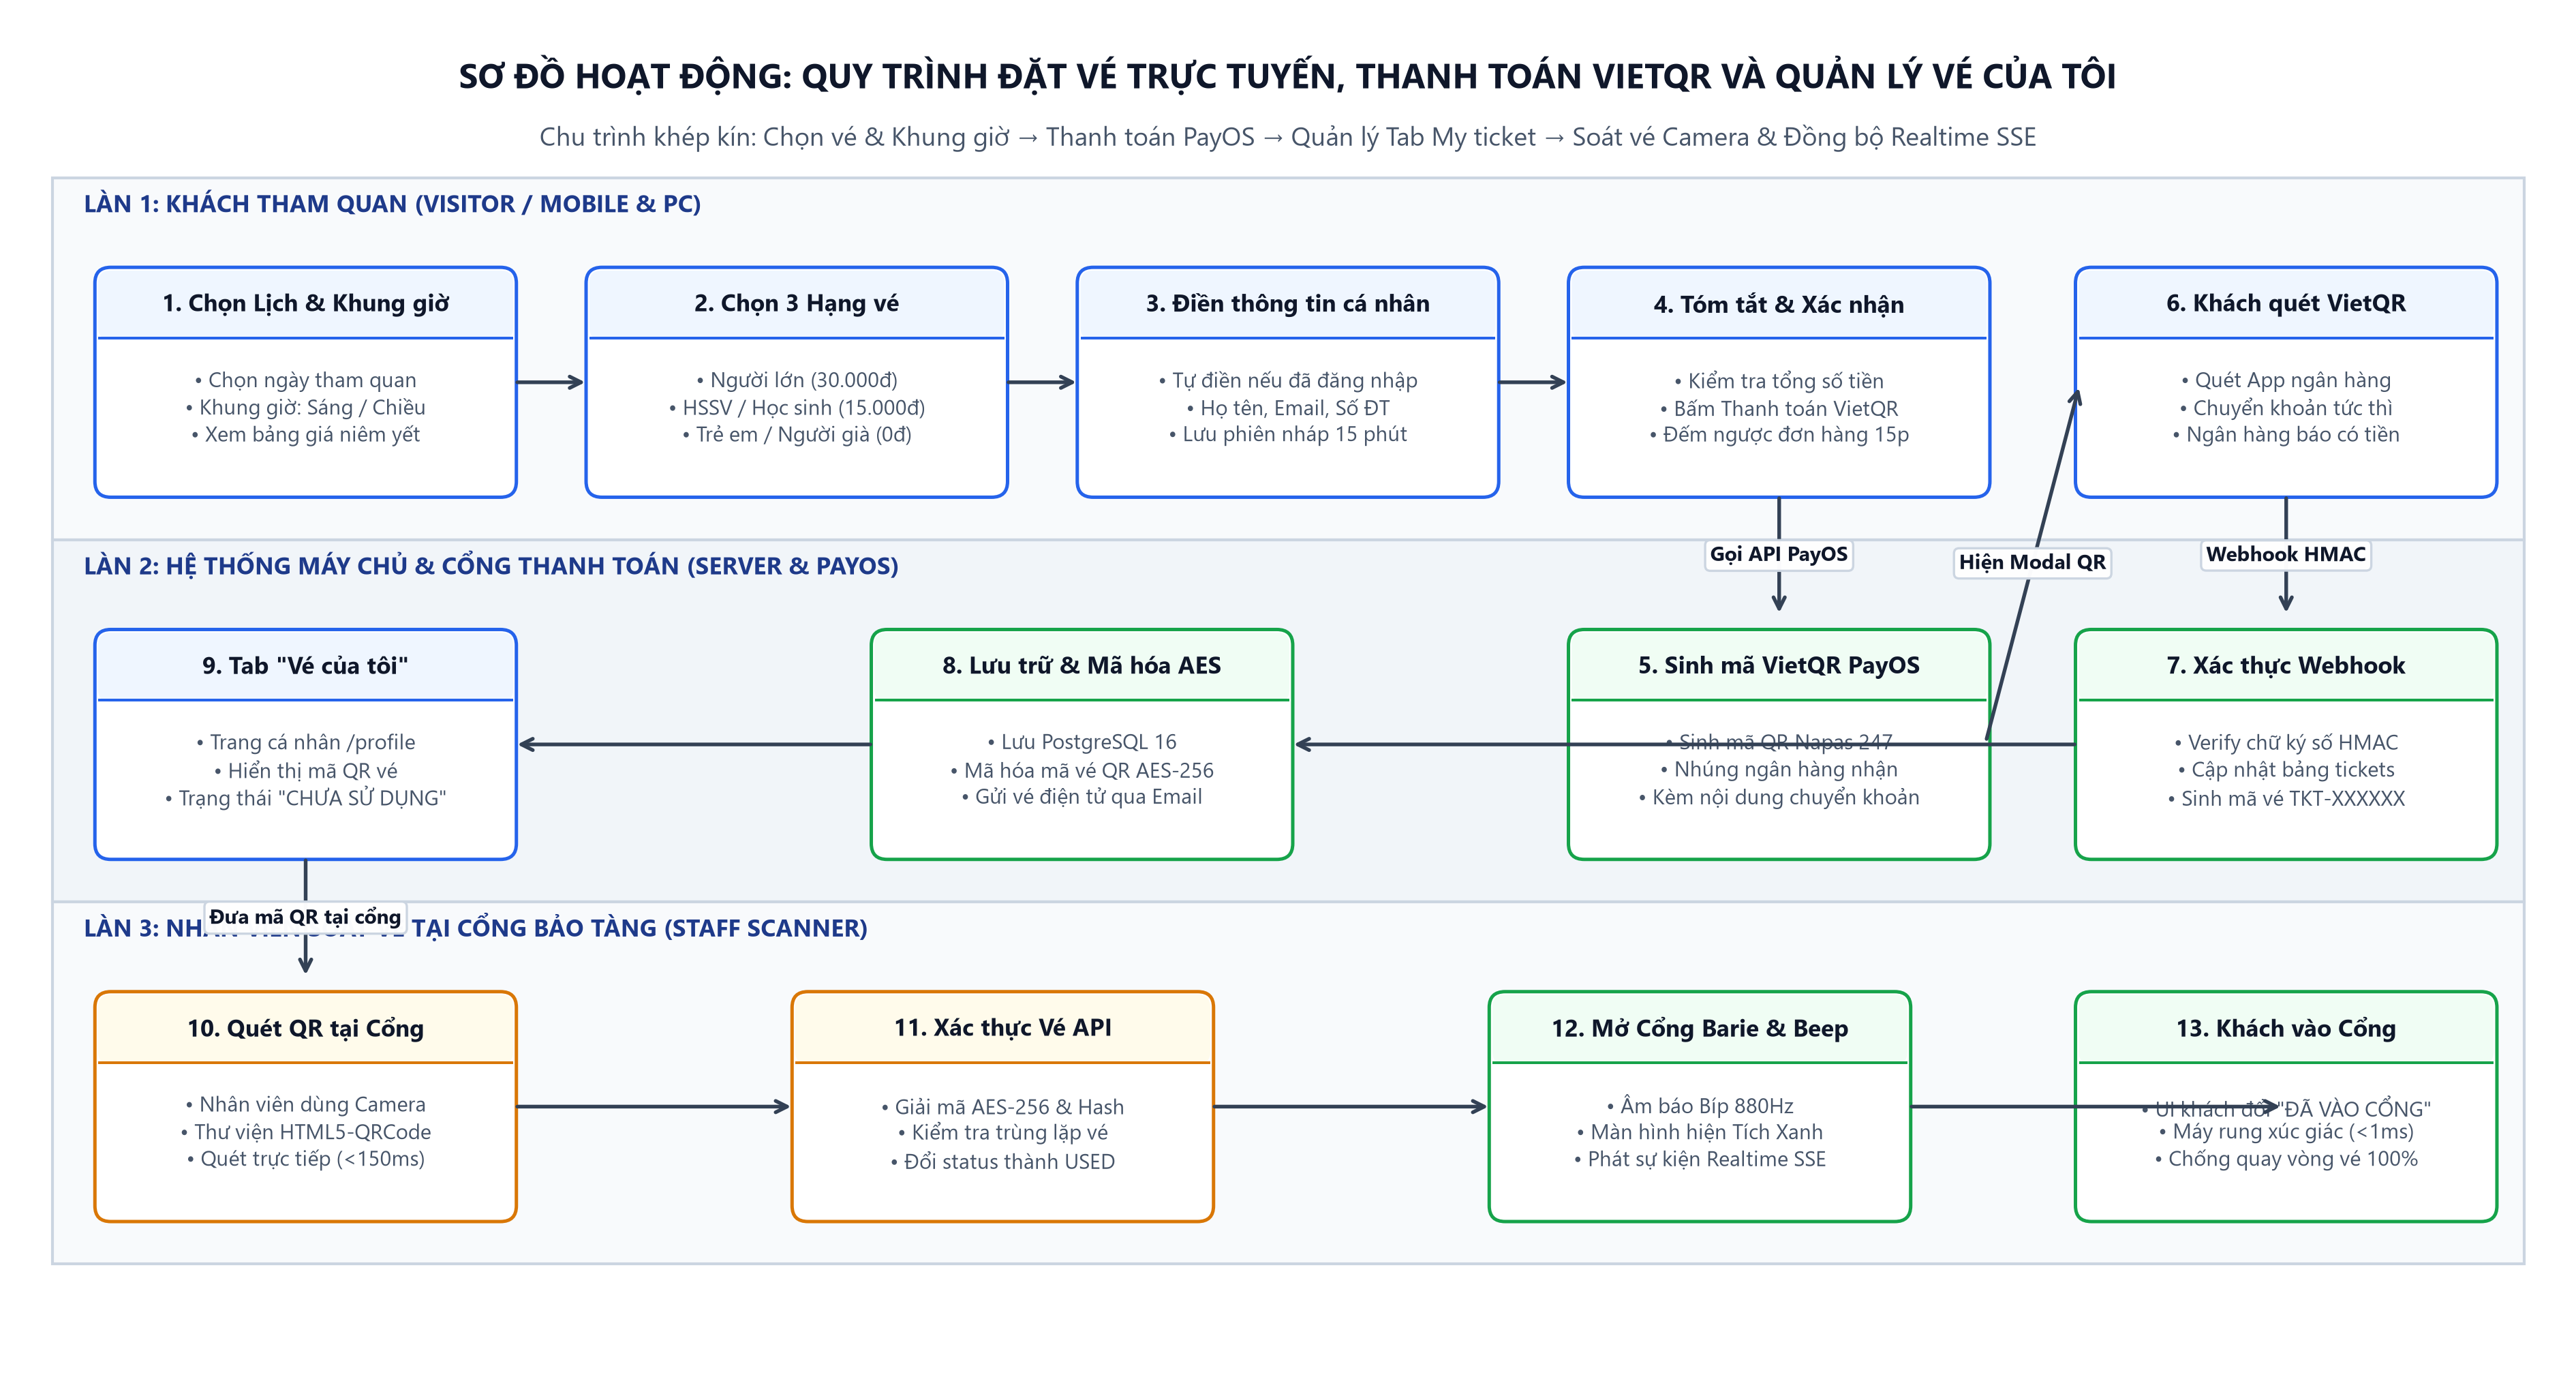 SƠ ĐỒ HOẠT ĐỘNG: QUY TRÌNH ĐẶT VÉ TRỰC TUYẾN, THANH TOÁN VIETQR VÀ QUẢN LÝ VÉ CỦA TÔI
Chu trình khép kín: Chọn vé & Khung giờ → Thanh toán PayOS → Quản lý Tab My ticket → Soát vé Camera & Đồng bộ Realtime SSE
LÀN 1: KHÁCH THAM QUAN (VISITOR / MOBILE & PC)
1. Chọn Lịch & Khung giờ
• Chọn ngày tham quan
• Khung giờ: Sáng / Chiều
• Xem bảng giá niêm yết
2. Chọn 3 Hạng vé
• Người lớn (30.000đ)
• HSSV / Học sinh (15.000đ)
• Trẻ em / Người già (0đ)
3. Điền thông tin cá nhân
• Tự điền nếu đã đăng nhập
• Họ tên, Email, Số ĐT
• Lưu phiên nháp 15 phút
4. Tóm tắt & Xác nhận
• Kiểm tra tổng số tiền
• Bấm Thanh toán VietQR
• Đếm ngược đơn hàng 15p
6. Khách quét VietQR
• Quét App ngân hàng
• Chuyển khoản tức thì
• Ngân hàng báo có tiền
Gọi API PayOS
Hiện Modal QR
Webhook HMAC
LÀN 2: HỆ THỐNG MÁY CHỦ & CỔNG THANH TOÁN (SERVER & PAYOS)
9. Tab "Vé của tôi"
• Trang cá nhân /profile
• Hiển thị mã QR vé
• Trạng thái "CHƯA SỬ DỤNG"
8. Lưu trữ & Mã hóa AES
• Lưu PostgreSQL 16
• Mã hóa mã vé QR AES-256
• Gửi vé điện tử qua Email
5. Sinh mã VietQR PayOS
• Sinh mã QR Napas 247
• Nhúng ngân hàng nhận
• Kèm nội dung chuyển khoản
7. Xác thực Webhook
• Verify chữ ký số HMAC
• Cập nhật bảng tickets
• Sinh mã vé TKT-XXXXXX
Đưa mã QR tại cổng
LÀN 3: TẠI CỔNG BẢO TÀNG (STAFF SCANNER)
10. Quét QR tại Cổng
• Nhân viên dùng Camera
• Thư viện HTML5-QRCode
• Quét trực tiếp (<150ms)
11. Xác thực Vé API
• Giải mã AES-256 & Hash
• Kiểm tra trùng lặp vé
• Đổi status thành USED
12. Mở Cổng Barie & Beep
• Âm báo Bíp 880Hz
• Màn hình hiện Tích Xanh
• Phát sự kiện Realtime SSE
13. Khách vào Cổng
• UI khách đổi "ĐÃ VÀO CỔNG"
• Máy rung xúc giác (<1ms)
• Chống quay vòng vé 100%